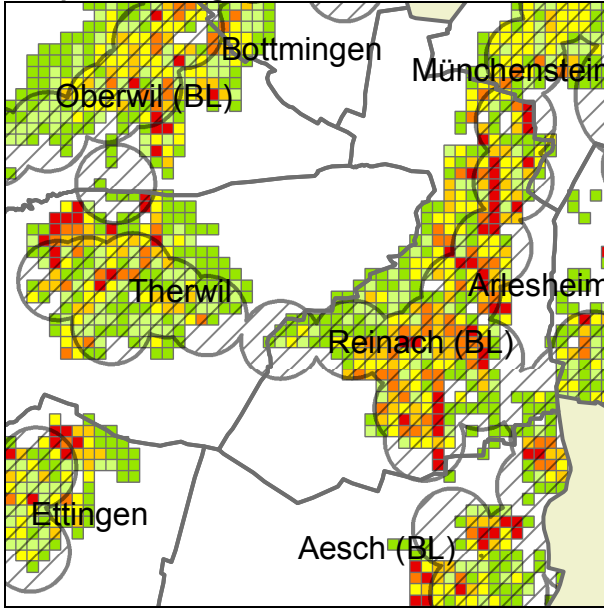 Bottmingen
Münchenstein
Oberwil (BL)
Therwil
Arlesheim
Reinach (BL)
Ettingen
Aesch (BL)